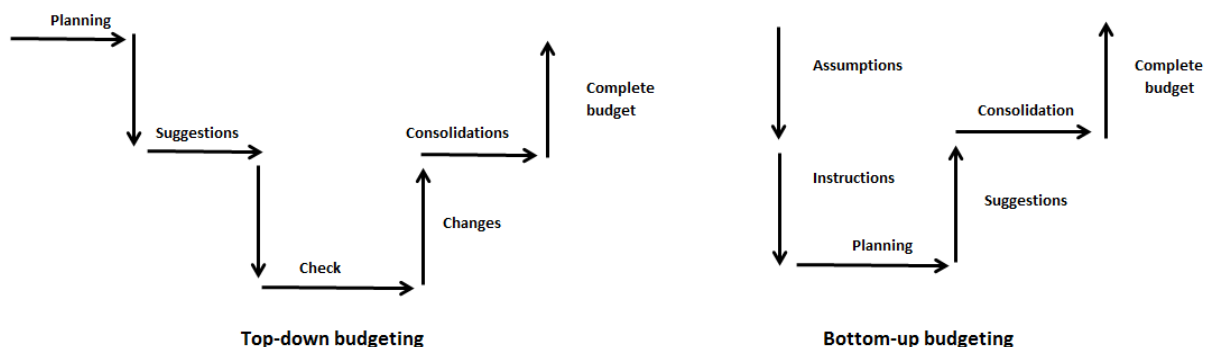 Planning
Suggestions
Check
Changes
Consolidations
Complete
budget
Top-down budgeting
Assumptions
Instructions
Planning
Suggestions
Consolidation
Complete
budget
Bottom-up budgeting